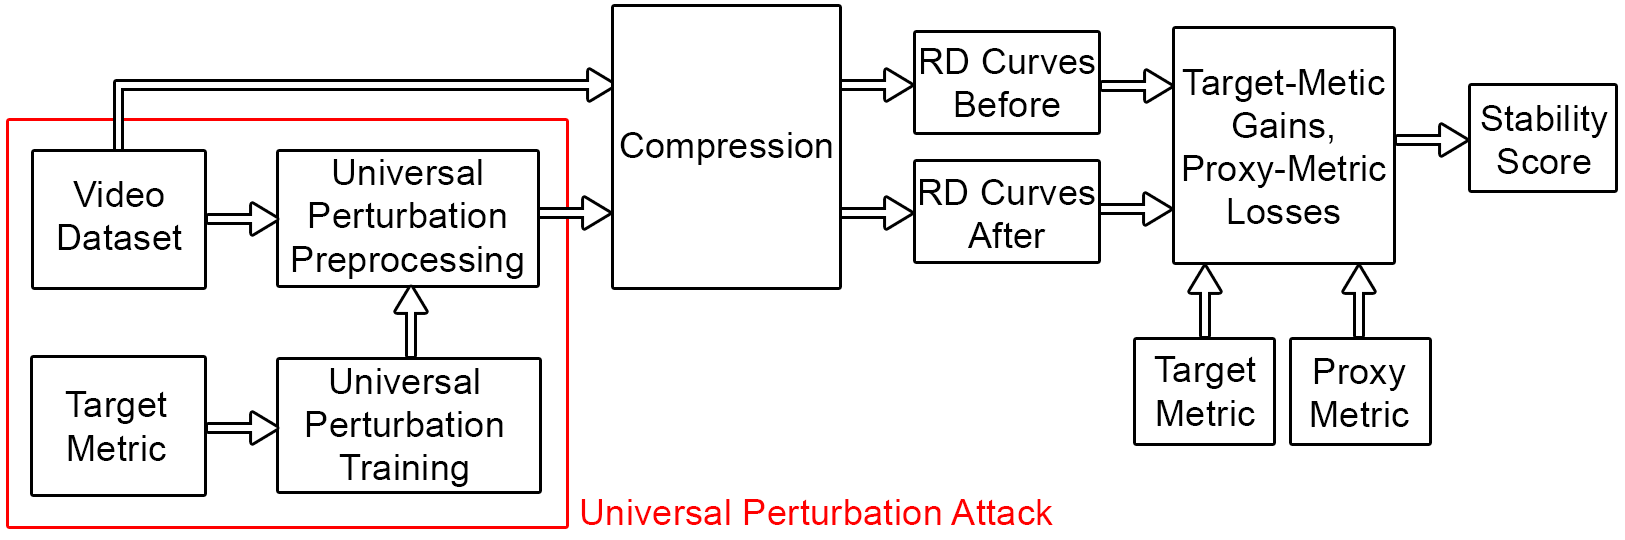 Video
Dataset
Universal
Perturbation
Preprocessing
Target
Metric
Universal
Perturbation
Training
Universal Perturbation Attack
Compression
RD Curves
Before
RD Curves
After
Target-Metic
Gains,
Proxy-Metric
Losses
Target
Metric
Proxy
Metric
Stability
Score